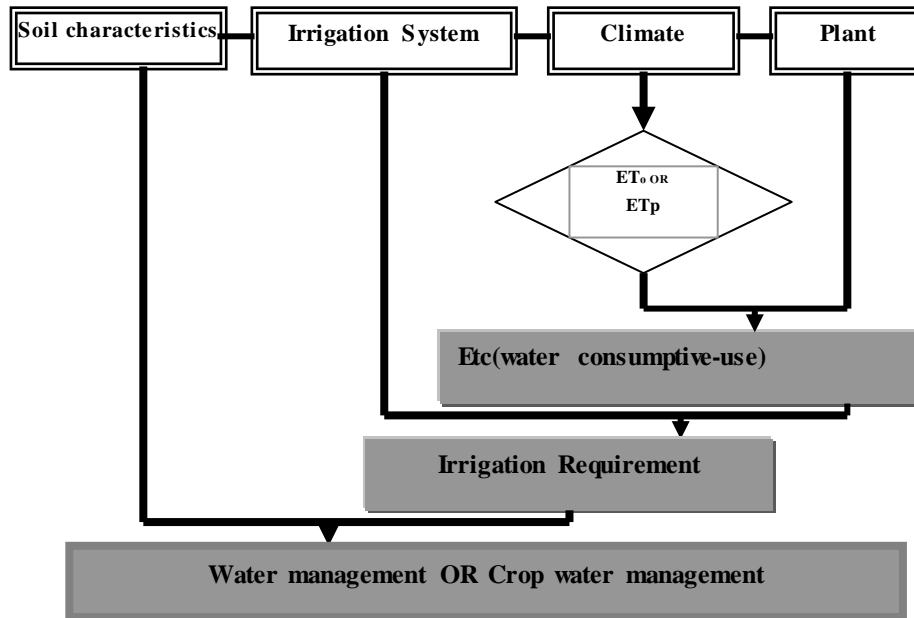 Soil characteristics
Irrigation System
Climate
Plant
ETo OR
ETp
Etc(water consumptive-use)
Irrigation Requirement
Water management OR Crop water management